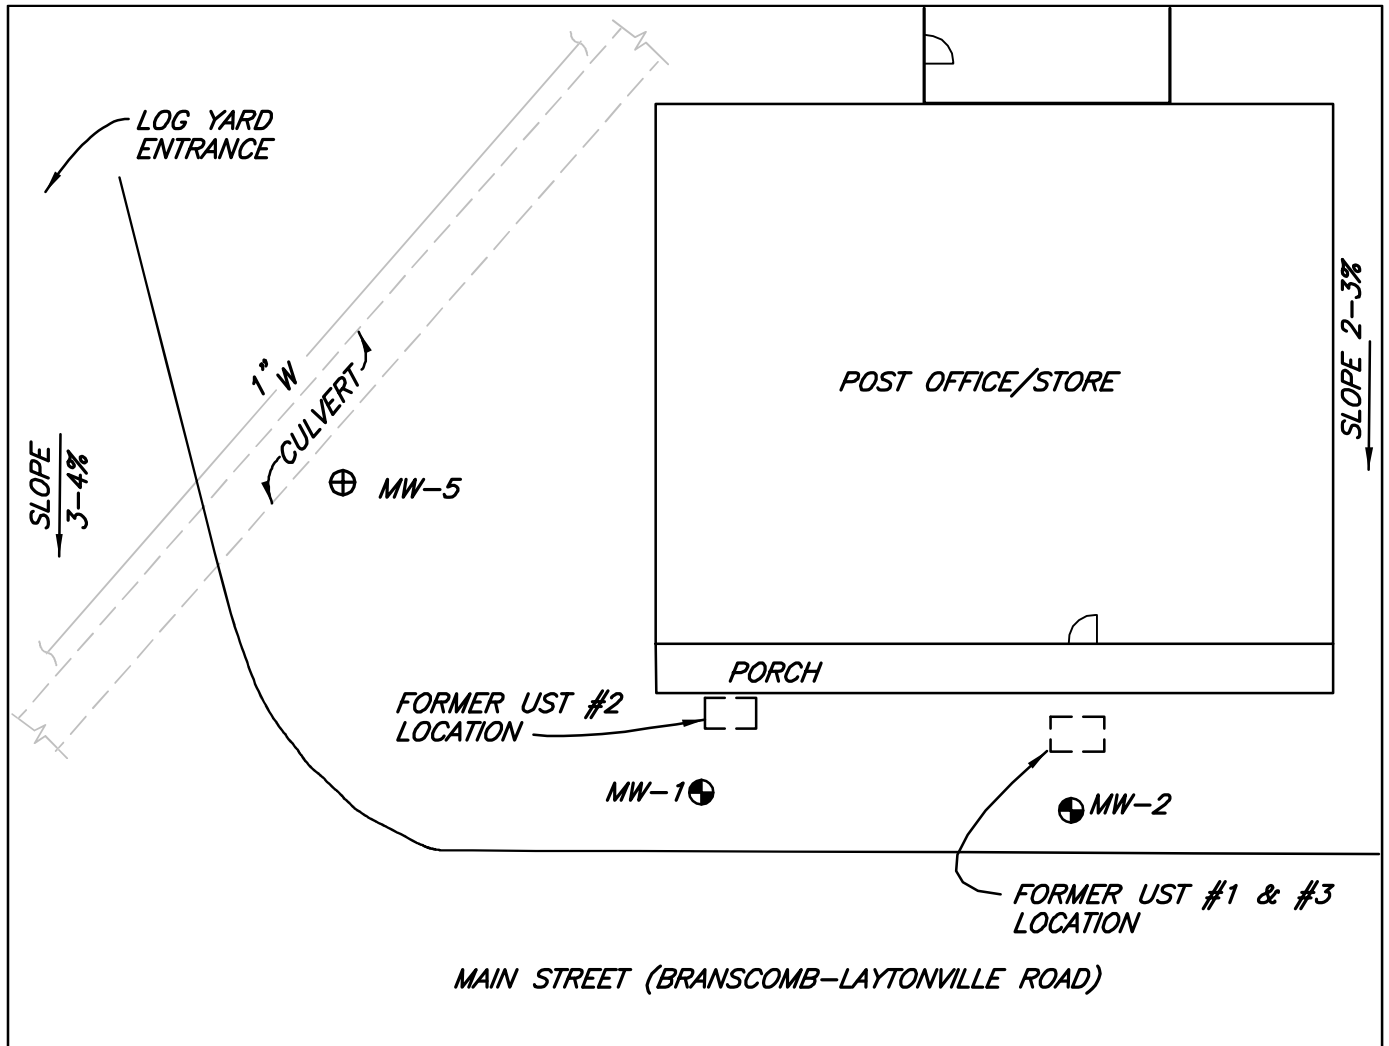 LOG YARD
ENTRANCE
SLOPE 2-3%
1" W
CULVERT
POST OFFICE/STORE
SLOPE
3-4%
MW-5
PORCH
FORMER UST #2
LOCATION
MW-1
MW-2
FORMER UST #1 & #3
LOCATION
MAIN STREET (BRANSCOMB-LAYTONVILLE ROAD)